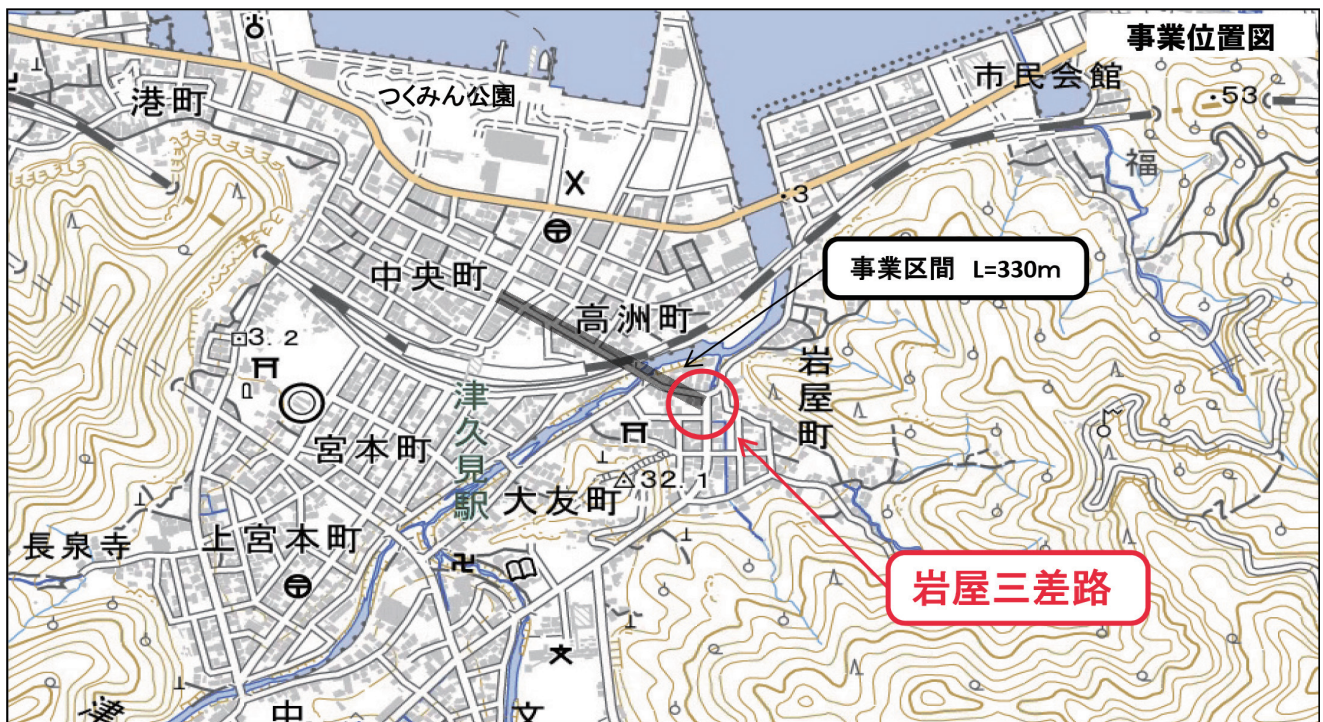 事業位置図
市民会館
・53
港町
つくみん公園
福
・3
事業区間 L=330m
中央町
高洲町
3.2
岩屋町
津久見駅
宮本町
大友町
32.1
上宮本町
長泉寺
岩屋三差路
中
文